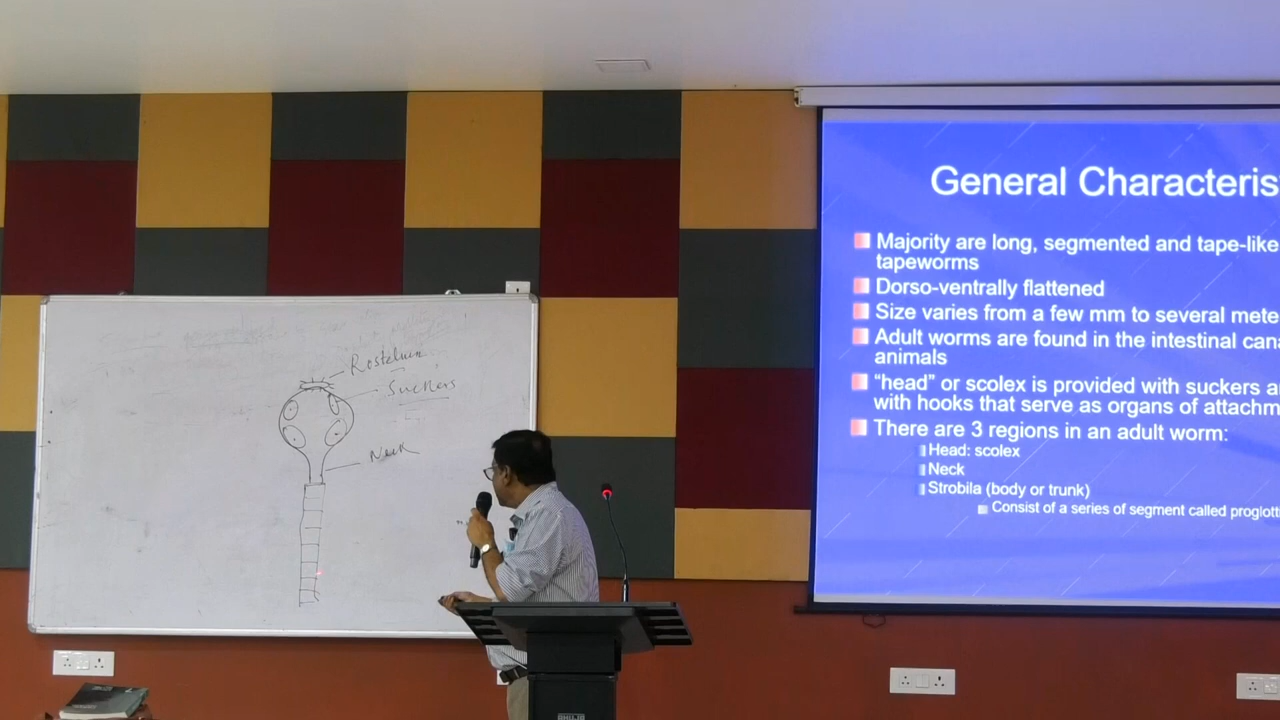 Rostellum
Suckers
Neck
General Characteris
Majority are long, segmented and tape-like
tapeworms
Dorso-ventrally flattened
Size varies from a few mm to several mete
Adult worms are found in the intestinal cana
animals
“head” or scolex is provided with suckers a
with hooks that serve as organs of attachm
There are 3 regions in an adult worm:
Head: scolex
Neck
Strobila (body or trunk)
Consist of a series of segment called proglotti
AHUJA